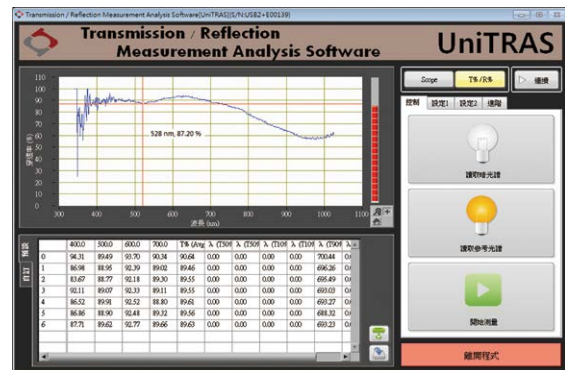 Transmission / Reflection Measurement Analysis Software(UniTRAS)(S/N:USB2+E00139)
Transmission / Reflection
Measurement Analysis Software
UniTRAS
Scope T%/R% 連續
控制 設定1 設定2 進階
110
100
90
80
70
60
50
40
30
20
10
0
穿透率 (%)
528 nm, 87.20 %
300 400 500 600 700 800 900 1000 1100
波長 (nm)
讀取暗光譜
讀取參考光譜
開始測量
離開程式
預設
自訂
400.0 500.0 600.0 700.0 T% (Avg λ (T50% λ (T10% λ (T90% λ
0 94.31 89.49 93.70 90.34 90.64 0.00 0.00 0.00 0.00 700.44
1 86.98 88.95 92.39 89.02 89.46 0.00 0.00 0.00 0.00 696.26
2 83.67 88.77 92.18 89.30 89.55 0.00 0.00 0.00 0.00 695.49
3 92.11 89.07 92.33 89.11 89.55 0.00 0.00 0.00 0.00 693.03
4 86.52 89.91 92.52 88.80 89.61 0.00 0.00 0.00 0.00 693.27
5 86.86 88.90 92.48 89.32 89.56 0.00 0.00 0.00 0.00 688.32
6 87.71 89.62 92.77 89.66 89.63 0.00 0.00 0.00 0.00 693.23